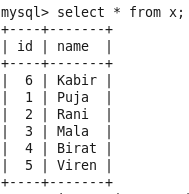 mysql> select * from x;
+----+-------+
| id | name  |
+----+-------+
|  6 | Kabir |
|  1 | Puja  |
|  2 | Rani  |
|  3 | Mala  |
|  4 | Birat |
|  5 | Viren |
+----+-------+